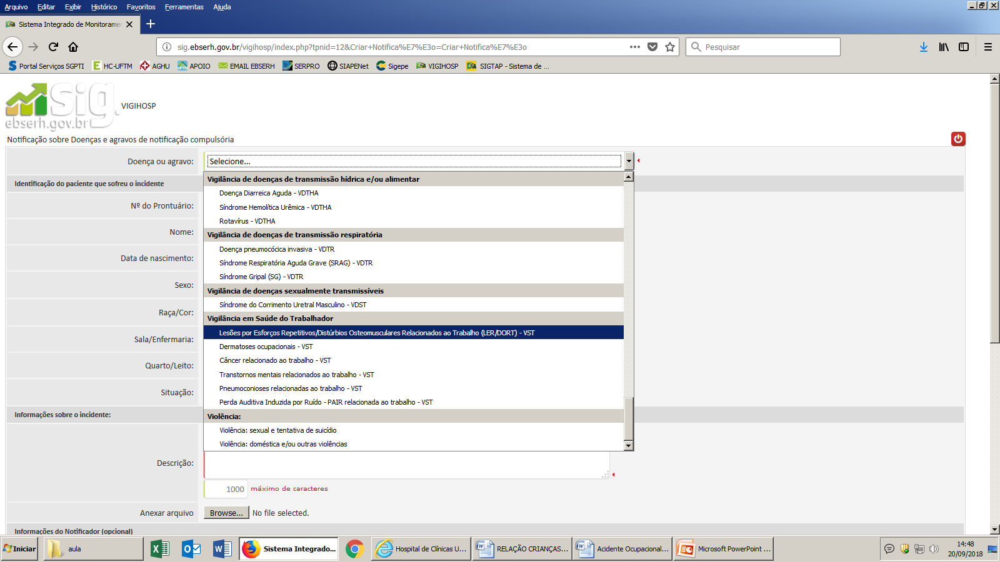 Arquivo Editar Exibir Histórico Favoritos Ferramentas Ajuda
Sistema Integrado de Monitorame
sig.ebserh.gov.br/vigihosp/index.php?tpnid=12&Criar+Notifica%E7%E3o=Criar+Notifica%E7%E3o
Pesquisar
Portal Serviços SGPTI HC-UFTM AGHU APOIO EMAIL EBSERH SERPRO SIAPENet Sigepe VIGIHOSP SIGTAP - Sistema de ...
Sig.
ebserh.gov.br
VIGIHOSP
Notificação sobre Doenças e agravos de notificação compulsória
Doença ou agravo: Selecione...
Identificação do paciente que sofreu o incidente
Nº do Prontuário:
Nome:
Data de nascimento:
Sexo:
Raça/Cor:
Sala/Enfermaria:
Quarto/Leito:
Situação:
Informações sobre o incidente:
Vigilância de doenças de transmissão hídrica e/ou alimentar
Doença Diarreica Aguda - VDTHA
Síndrome Hemolítica Urêmica - VDTHA
Rotavírus - VDTHA
Vigilância de doenças de transmissão respiratória
Doença pneumocócica invasiva - VDTR
Síndrome Respiratória Aguda Grave (SRAG) - VDTR
Síndrome Gripal (SG) - VDTR
Vigilância de doenças sexualmente transmissíveis
Síndrome do Corrimento Uretral Masculino - VDST
Vigilância em Saúde do Trabalhador
Lesões por Esforços Repetitivos/Distúrbios Osteomusculares Relacionados ao Trabalho (LER/DORT) - VST
Dermatoses ocupacionais - VST
Câncer relacionado ao trabalho - VST
Transtornos mentais relacionados ao trabalho - VST
Pneumoconioses relacionadas ao trabalho - VST
Perda Auditiva Induzida por Ruído - PAIR relacionada ao trabalho - VST
Violência:
Violência: sexual e tentativa de suicídio
Violência: doméstica e/ou outras violências
Descrição:
1000 máximo de caracteres
Anexar arquivo Browse... No file selected.
Informações do Notificador (opcional)
Iniciar aula Sistema Integrado... Hospital de Clínicas U... RELAÇÃO CRIANÇAS... Acidente Ocupacional... Microsoft PowerPoint ...
14:48
20/09/2018